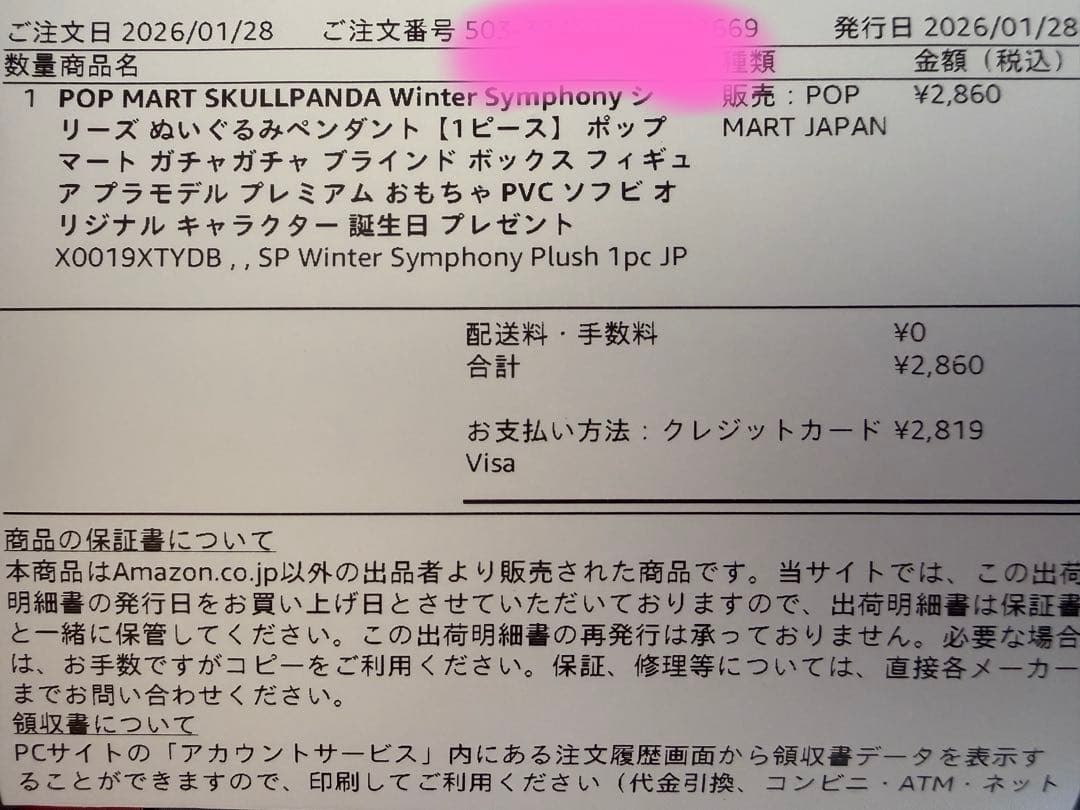 ご注文日 2026/01/28 ご注文番号 503- 669 発行日 2026/01/28
数量 商品名 種類 金額（税込）
1 POP MART SKULLPANDA Winter Symphony シ 販売：POP ¥2,860
リーズ ぬいぐるみペンダント【1ピース】 ポップ MART JAPAN
マート ガチャガチャ ブラインド ボックス フィギュ
ア プラモデル プレミアム おもちゃ PVC ソフビ オ
リジナル キャラクター 誕生日 プレゼント
X0019XTYDB , , SP Winter Symphony Plush 1pc JP
配送料・手数料 ¥0
合計 ¥2,860
お支払い方法：クレジットカード ¥2,819
Visa
商品の保証書について
本商品はAmazon.co.jp以外の出品者より販売された商品です。当サイトでは、この出荷
明細書の発行日をお買い上げ日とさせていただいておりますので、出荷明細書は保証書
と一緒に保管してください。この出荷明細書の再発行は承っておりません。必要な場合
は、お手数ですがコピーをご利用ください。保証、修理等については、直接各メーカー
までお問い合わせください。
領収書について
PCサイトの「アカウントサービス」内にある注文履歴画面から領収書データを表示す
ることができますので、印刷してご利用ください（代金引換、コンビニ・ATM・ネット